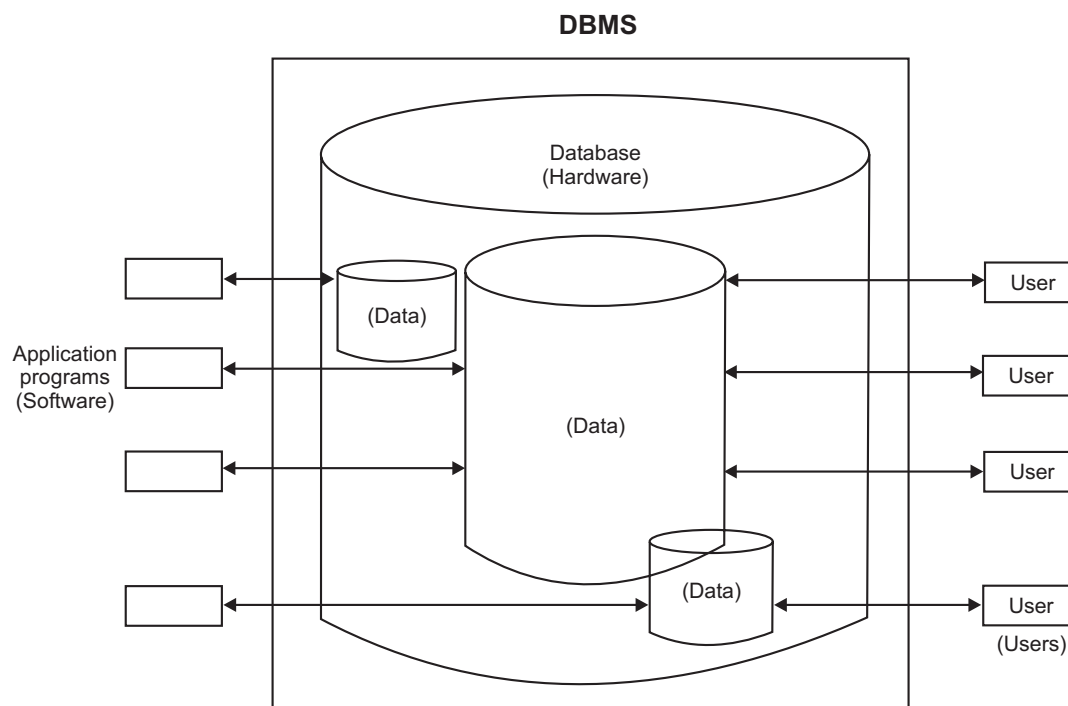 DBMS
Database
(Hardware)
(Data)
User
Application
programs
(Software)
User
(Data)
User
(Data)
User
(Users)